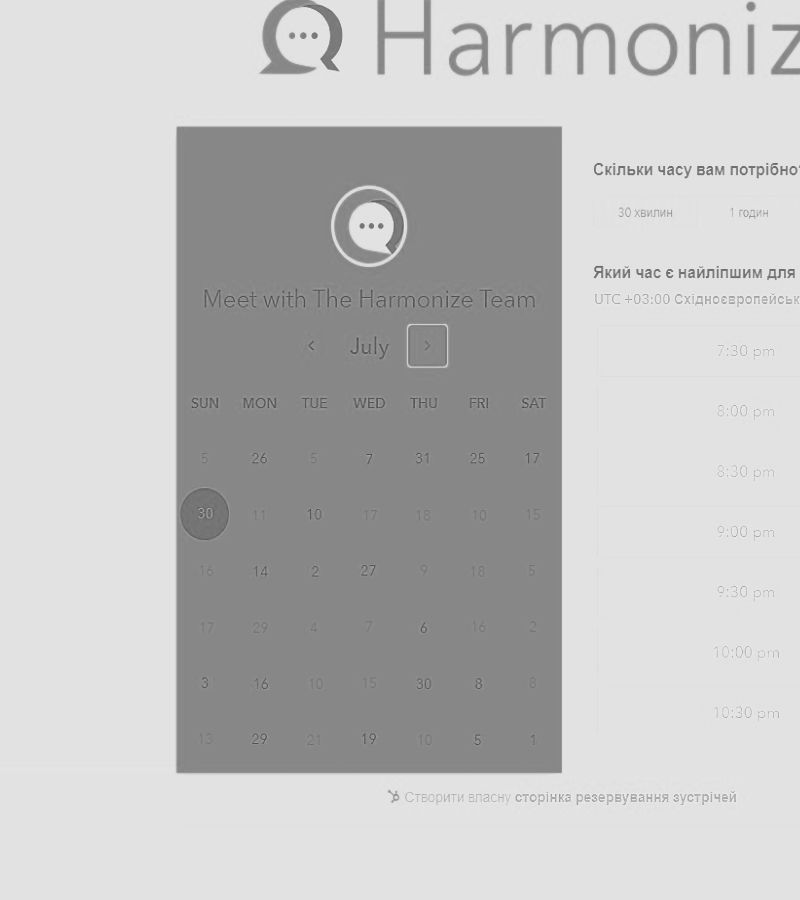 Harmoniz
Meet with The Harmonize Team
July
SUN MON TUE WED THU FRI SAT
5 26 5 7 31 25 17
30 11 10 17 18 10 15
16 14 2 27 9 18 5
17 29 4 7 6 16 2
3 16 10 15 30 8 8
13 29 21 19 10 5 1
Скільки часу вам потрібно
30 хвилин 1 годин
Який час є найліпшим для
UTC +03:00 Східноєвропейськ
7:30 pm
8:00 pm
8:30 pm
9:00 pm
9:30 pm
10:00 pm
10:30 pm
Створити власну сторінка резервування зустрічей